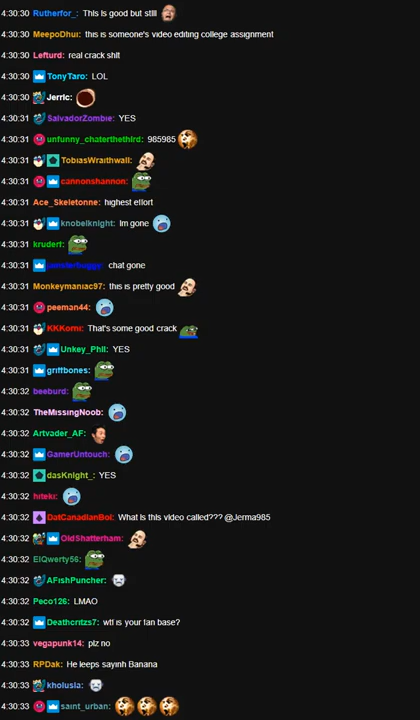 4:30:30 Rutherfor_: This is good but still
4:30:30 MeepoDhui: this is someone's video editing college assignment
4:30:30 Lefturd: real crack shit
4:30:30 TonyTaro: LOL
4:30:30 Jerric:
4:30:31 SalvadorZombie: YES
4:30:31 unfunny_chaterthethird: 985985
4:30:31 TobiasWraithwall:
4:30:31 cannonshannon:
4:30:31 Ace_Skeletonne: highest effort
4:30:31 knobelknight: Im gone
4:30:31 krudert:
4:30:31 chat gone
4:30:31 Monkeymaniac97: this is pretty good
4:30:31 peeman44:
4:30:31 KKKorni: That's some good crack
4:30:31 Unkey_Phil: YES
4:30:31 griffbones:
4:30:32 beeburd:
4:30:32 TheMissingNoob:
4:30:32 Artvader_AF:
4:30:32 GamerUntouch:
4:30:32 dasKnight_: YES
4:30:32 hiteki:
4:30:32 DatCanadianBoi: What is this video called??? @Jerma985
4:30:32 OldShatterham:
4:30:32 ElQwerty56:
4:30:32 AFishPuncher:
4:30:32 Peco126: LMAO
4:30:32 Deathcritzs7: wtf is your fan base?
4:30:33 vegapunk14: plz no
4:30:33 RPDak: He leeps sayinh Banana
4:30:33 kholusia:
4:30:33 saint_urban: